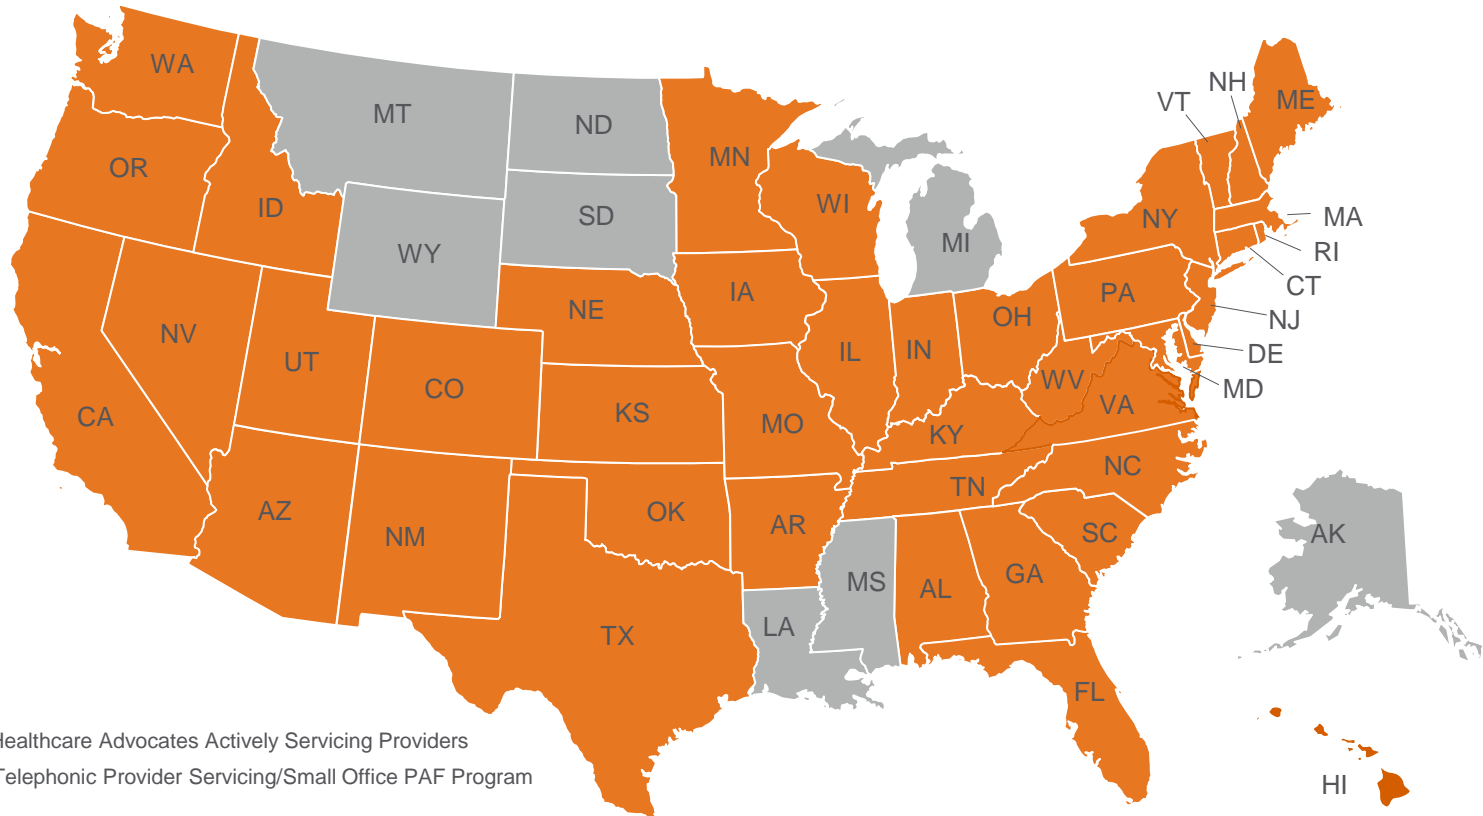 WA
MT
ND
MN
OR
ID
WY
SD
WI
MI
VT
NH
ME
NY
MA
RI
CT
PA
NJ
DE
MD
NV
UT
CO
NE
IA
IL
IN
OH
WV
VA
CA
KS
MO
KY
NC
AZ
NM
OK
AR
TN
SC
TX
LA
MS
AL
GA
FL
AK
HI
Healthcare Advocates Actively Servicing Providers
Telephonic Provider Servicing/Small Office PAF Program